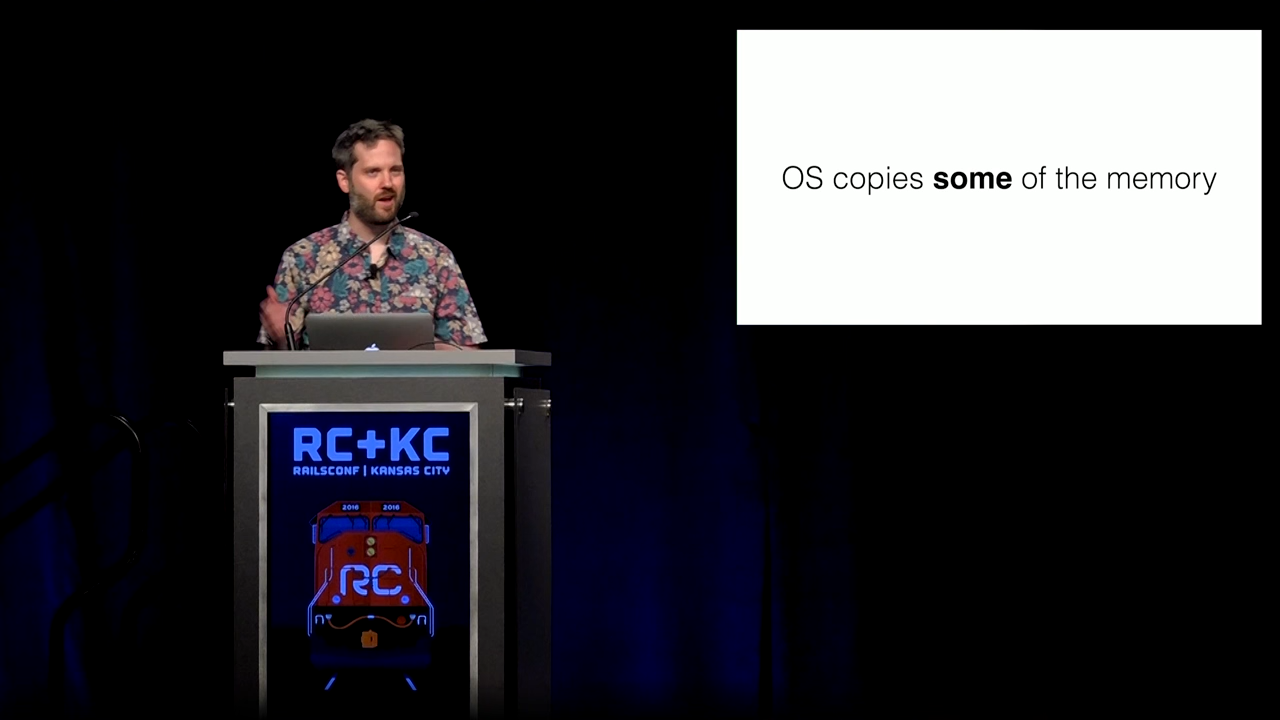 OS copies some of the memory
RC+KC
RAILSCONF | KANSAS CITY
2016 2016
RC